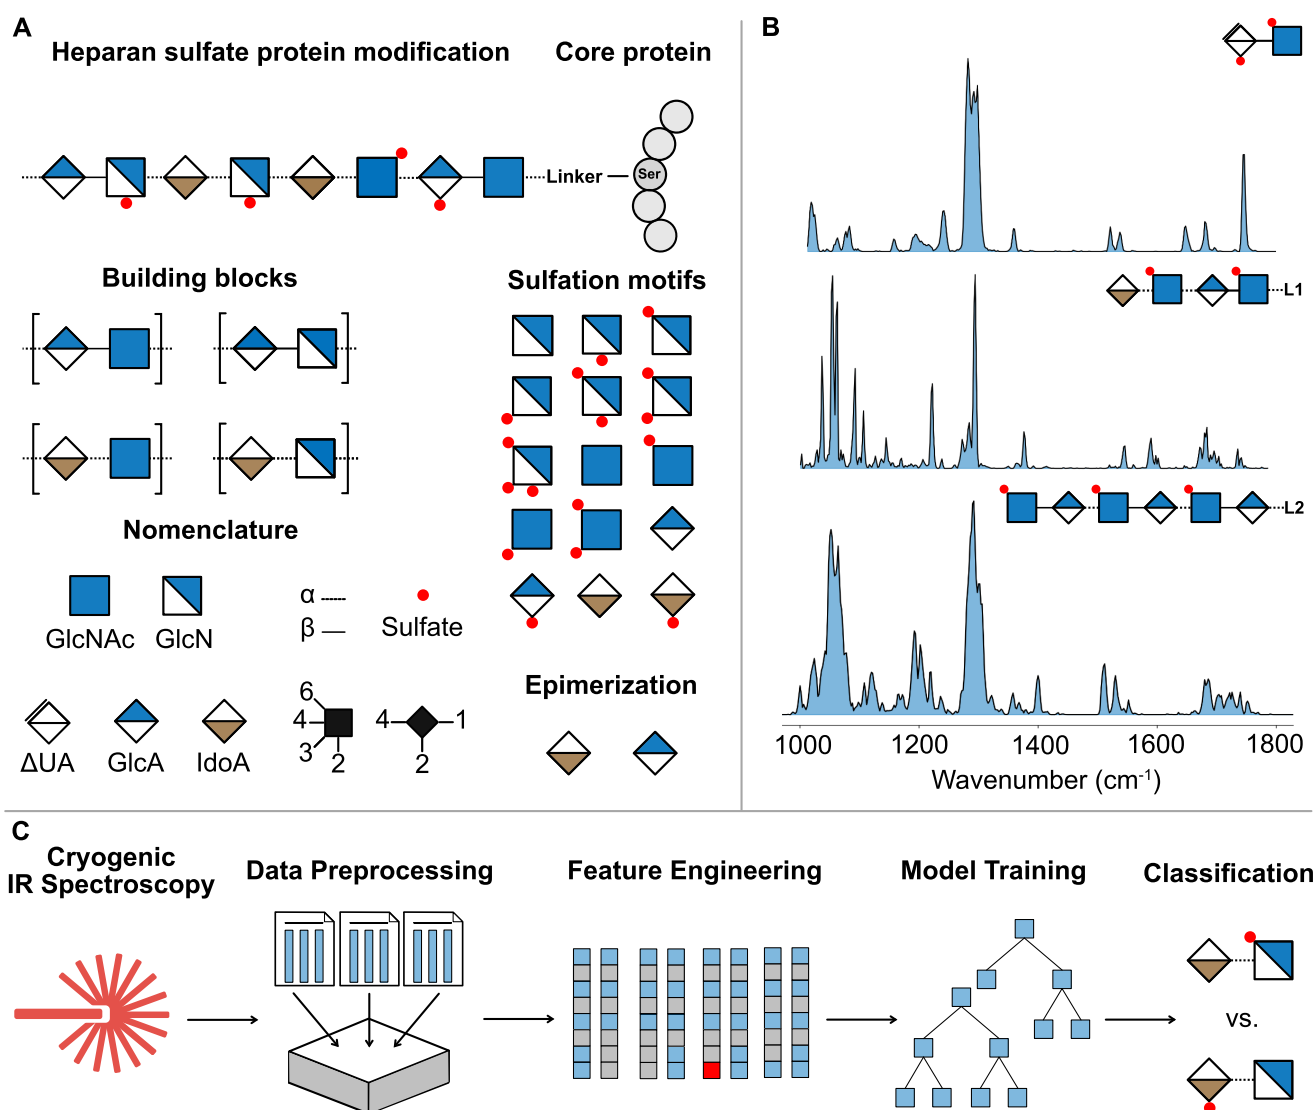 A
Heparan sulfate protein modification
Core protein
Linker
Ser
Building blocks
Sulfation motifs
Nomenclature
GlcNAc
GlcN
α
β
Sulfate
ΔUA
GlcA
IdoA
6
4
3
2
4
1
2
Epimerization
B
L1
L2
1000 1200 1400 1600 1800
Wavenumber (cm⁻¹)
C
Cryogenic
IR Spectroscopy
Data Preprocessing
Feature Engineering
Model Training
Classification
vs.